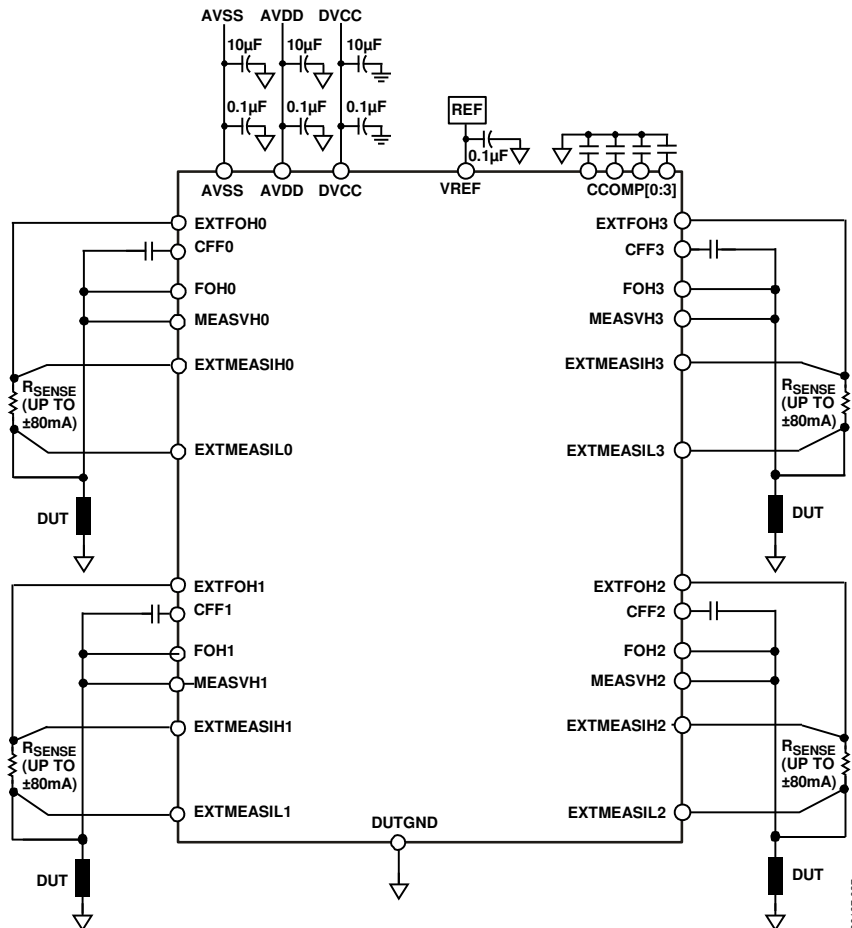 AVSS AVDD DVCC
10µF 10µF 10µF
0.1µF 0.1µF 0.1µF
REF
0.1µF
AVSS AVDD DVCC VREF CCOMP[0:3]
EXTFOH0
CFF0
FOH0
MEASVH0
EXTMEASIH0
RSENSE
(UP TO
±80mA)
EXTMEASIL0
DUT
EXTFOH3
CFF3
FOH3
MEASVH3
EXTMEASIH3
RSENSE
(UP TO
±80mA)
EXTMEASIL3
DUT
EXTFOH1
CFF1
FOH1
MEASVH1
EXTMEASIH1
RSENSE
(UP TO
±80mA)
EXTMEASIL1
DUT
EXTFOH2
CFF2
FOH2
MEASVH2
EXTMEASIH2
RSENSE
(UP TO
±80mA)
EXTMEASIL2
DUT
DUTGND